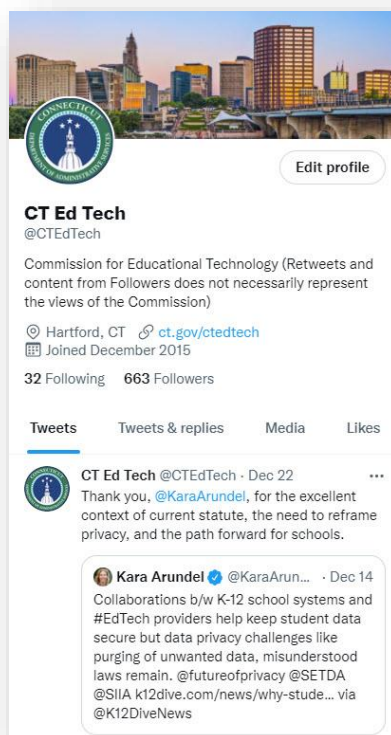 CONNECTICUT
DEPARTMENT OF ADMINISTRATIVE SERVICES
Edit profile
CT Ed Tech
@CTEdTech
Commission for Educational Technology (Retweets and
content from Followers does not necessarily represent
the views of the Commission)
Hartford, CT ct.gov/ctedtech
Joined December 2015
32 Following 663 Followers
Tweets Tweets & replies Media Likes
CT Ed Tech @CTEdTech · Dec 22 ...
Thank you, @KaraArundel, for the excellent
context of current statute, the need to reframe
privacy, and the path forward for schools.
Kara Arundel @KaraArun... · Dec 14
Collaborations b/w K-12 school systems and
#EdTech providers help keep student data
secure but data privacy challenges like
purging of unwanted data, misunderstood
laws remain. @futureofprivacy @SETDA
@SIIA k12dive.com/news/why-stude... via
@K12DiveNews